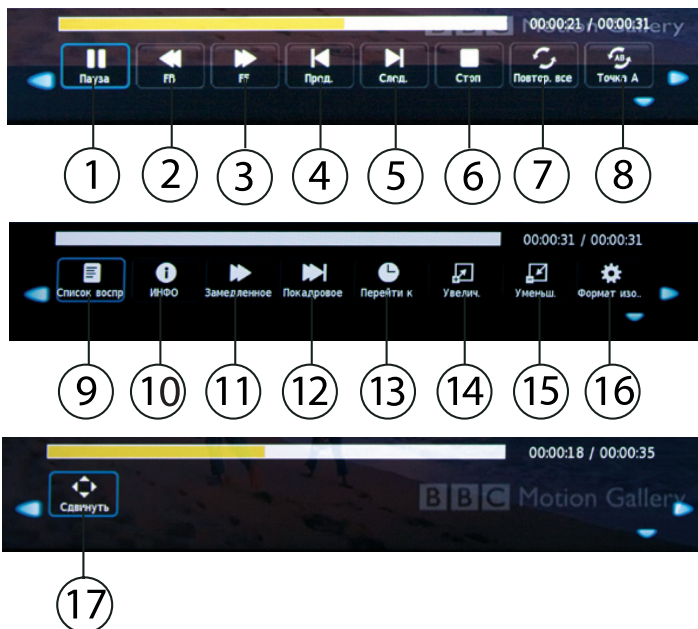 BBC Motion Gallery
00:00:21 / 00:00:31
Пауза FB FF Пред. След. Стоп Повтор. все Точка A
1 2 3 4 5 6 7 8
00:00:31 / 00:00:31
Список воспр ИНФО Замедленное Покадровое Перейти к Увелич. Уменьш. Формат изо..
9 10 11 12 13 14 15 16
00:00:18 / 00:00:35
Сдвинуть
BBC Motion Gallery
17